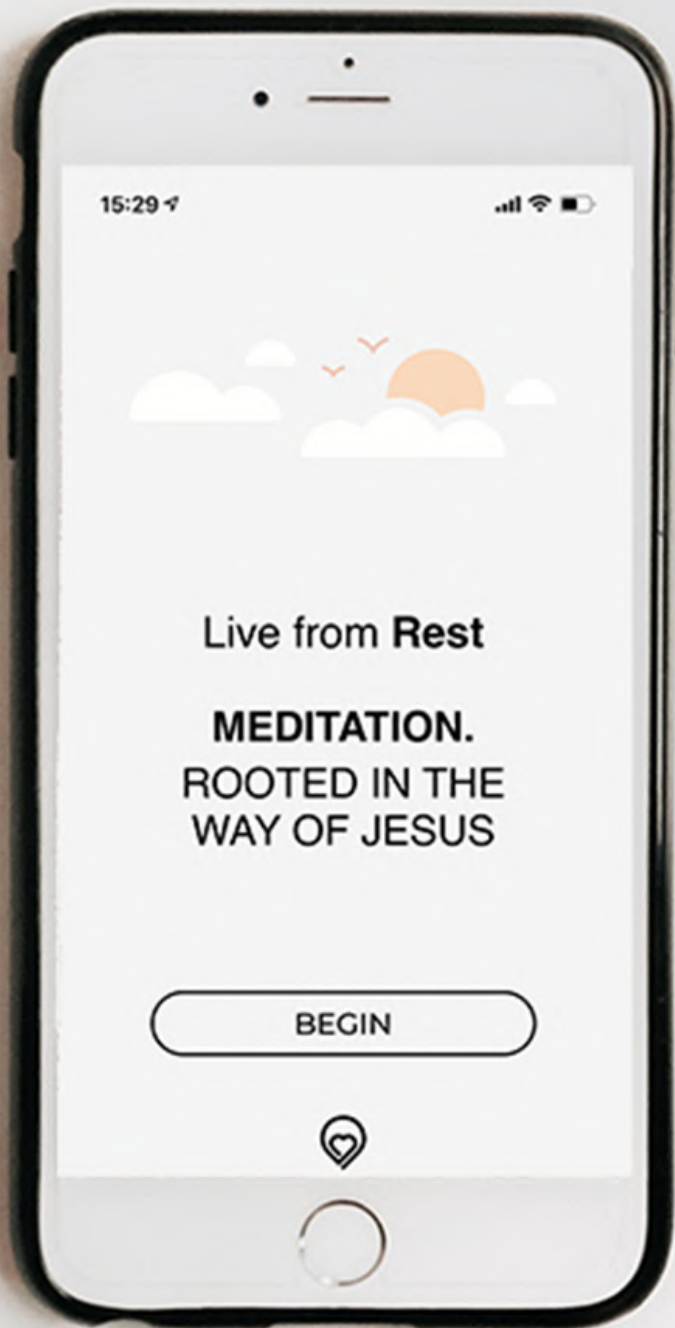 15:29
Live from Rest
MEDITATION.
ROOTED IN THE
WAY OF JESUS
BEGIN